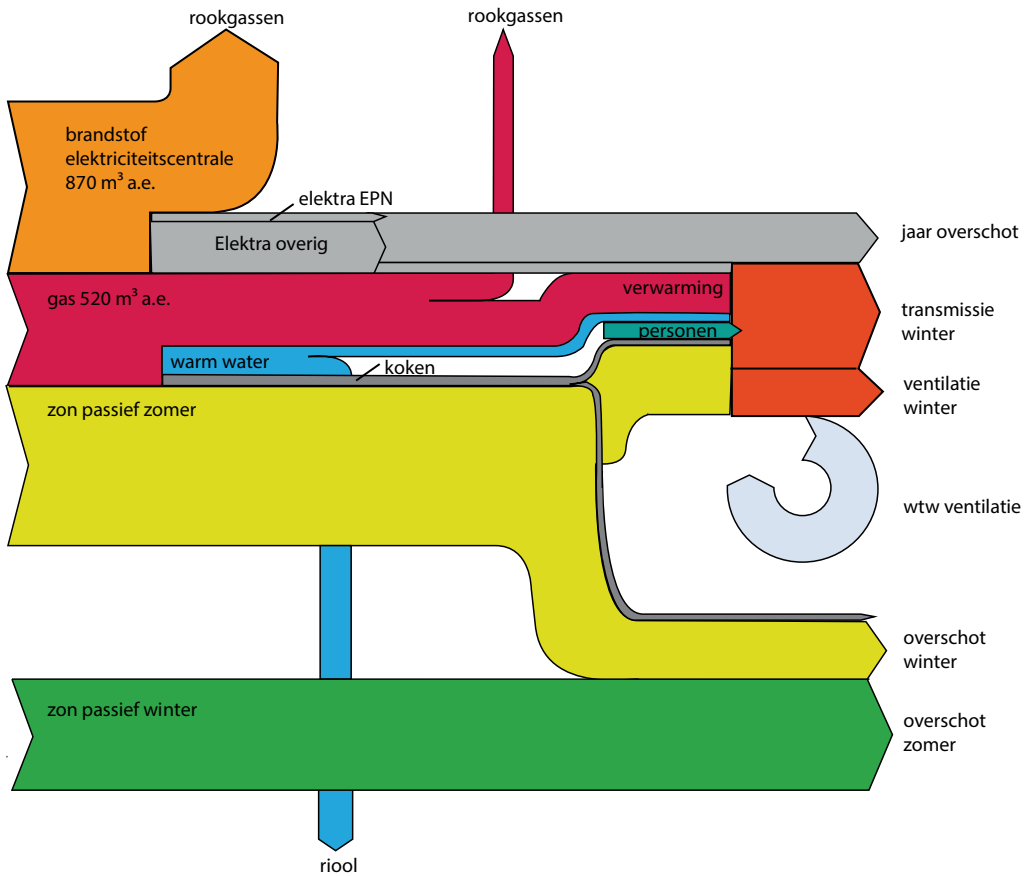 rookgassen
rookgassen
brandstof
elektriciteitscentrale
870 m³ a.e.
elektra EPN
Elektra overig
jaar overschot
gas 520 m³ a.e.
verwarming
transmissie
winter
personen
warm water
koken
ventilatie
winter
zon passief zomer
wtw ventilatie
overschot
winter
zon passief winter
overschot
zomer
riool